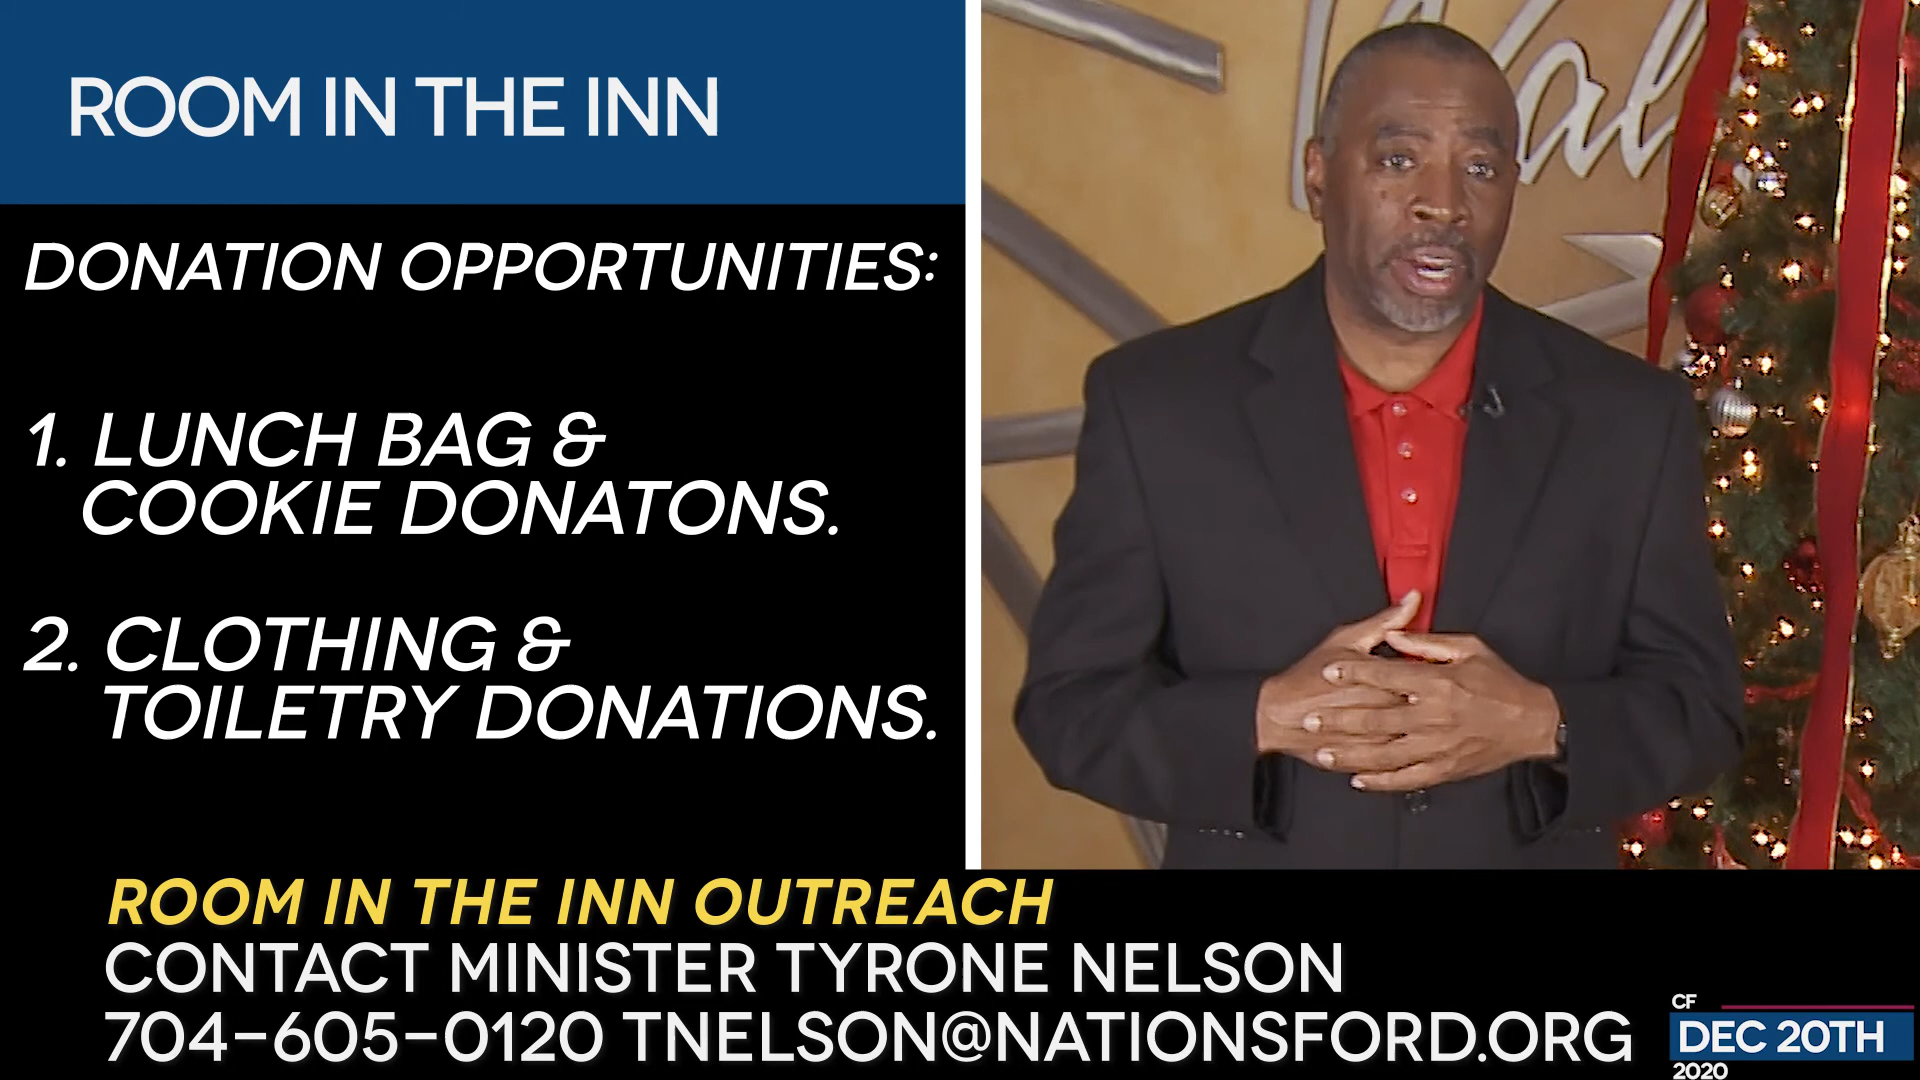 ROOM IN THE INN
DONATION OPPORTUNITIES:
1. LUNCH BAG &
COOKIE DONATONS.
2. CLOTHING &
TOILETRY DONATIONS.
ROOM IN THE INN OUTREACH
CONTACT MINISTER TYRONE NELSON
704-605-0120 TNELSON@NATIONSFORD.ORG
CF
DEC 20TH
2020